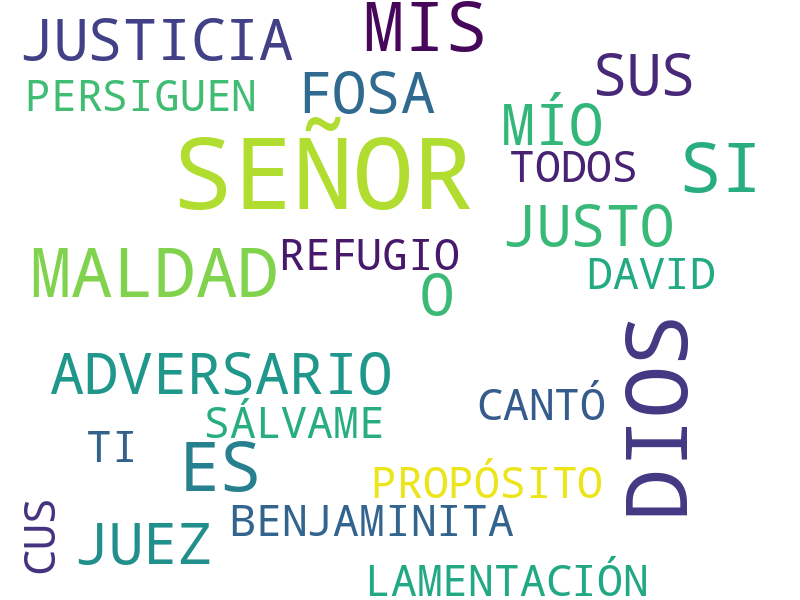 MIS
JUSTICIA
SUS
PERSIGUEN
FOSA
MÍO
SEÑOR
TODOS
SI
JUSTO
MALDAD
REFUGIO
DAVID
O
DIOS
ADVERSARIO
CANTÓ
SÁLVAME
TI
ES
PROPÓSITO
CUS
BENJAMINITA
JUEZ
LAMENTACIÓN